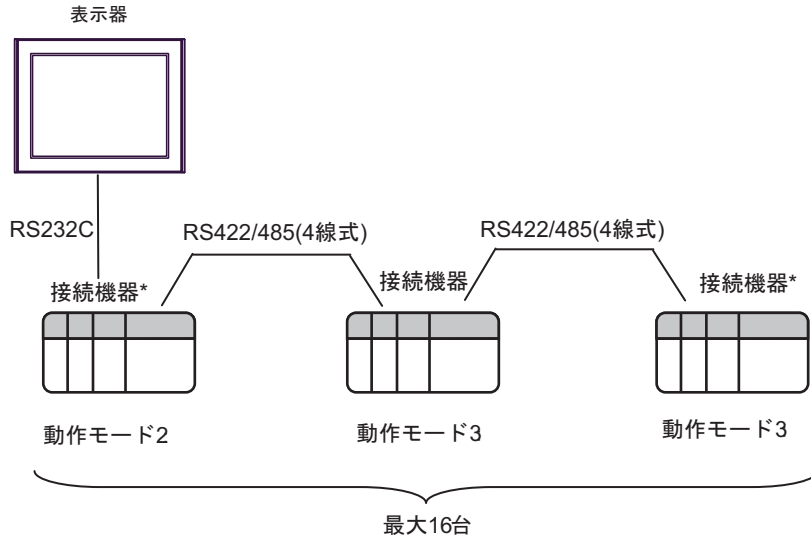 表示器
RS232C
RS422/485(4線式)
RS422/485(4線式)
接続機器*
接続機器
接続機器*
動作モード2
動作モード3
動作モード3
最大16台